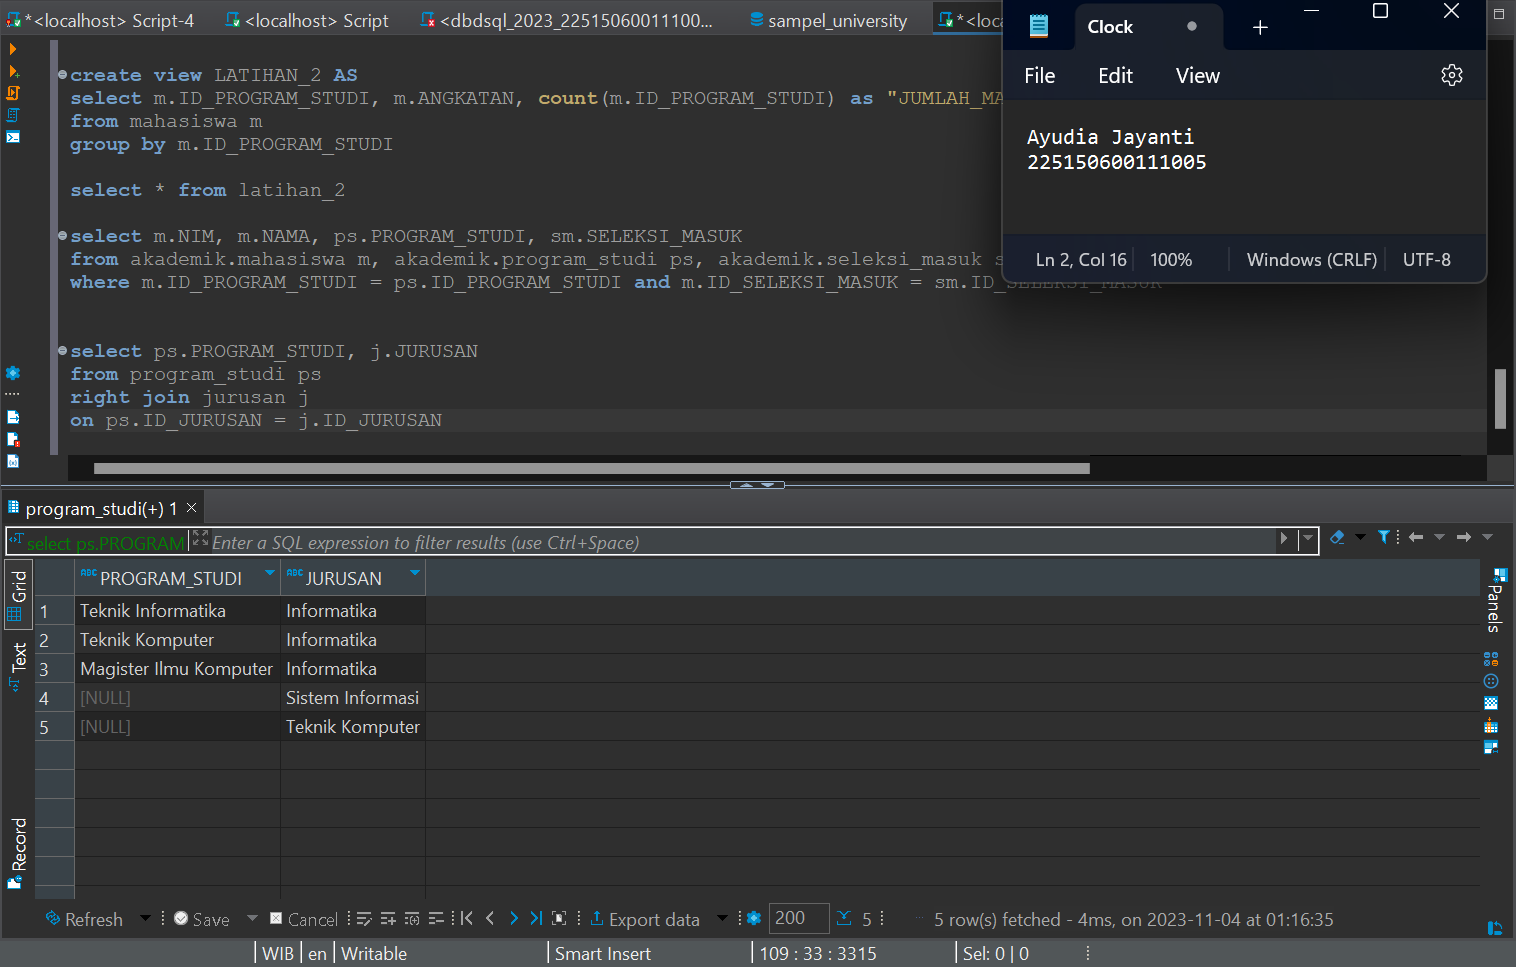 *<localhost> Script-4
<localhost> Script
<dbdsql_2023_22515060011100...
sampel_university
*<loc
create view LATIHAN_2 AS
select m.ID_PROGRAM_STUDI, m.ANGKATAN, count(m.ID_PROGRAM_STUDI) as "JUMLAH_MA
from mahasiswa m
group by m.ID_PROGRAM_STUDI
select * from latihan_2
select m.NIM, m.NAMA, ps.PROGRAM_STUDI, sm.SELEKSI_MASUK
from akademik.mahasiswa m, akademik.program_studi ps, akademik.seleksi_masuk s
where m.ID_PROGRAM_STUDI = ps.ID_PROGRAM_STUDI and m.ID_SELEKSI_MASUK = sm.ID_SELEKSI_MASUK
select ps.PROGRAM_STUDI, j.JURUSAN
from program_studi ps
right join jurusan j
on ps.ID_JURUSAN = j.ID_JURUSAN
Clock
File Edit View
Ayudia Jayanti
225150600111005
Ln 2, Col 16 100% Windows (CRLF) UTF-8
program_studi(+) 1
select ps.PROGRAM Enter a SQL expression to filter results (use Ctrl+Space)
Grid
Text
Record
Panels
PROGRAM_STUDI JURUSAN
1 Teknik Informatika Informatika
2 Teknik Komputer Informatika
3 Magister Ilmu Komputer Informatika
4 [NULL] Sistem Informasi
5 [NULL] Teknik Komputer
Refresh Save Cancel Export data 200 5 5 row(s) fetched - 4ms, on 2023-11-04 at 01:16:35
WIB en Writable Smart Insert 109 : 33 : 3315 Sel: 0 | 0